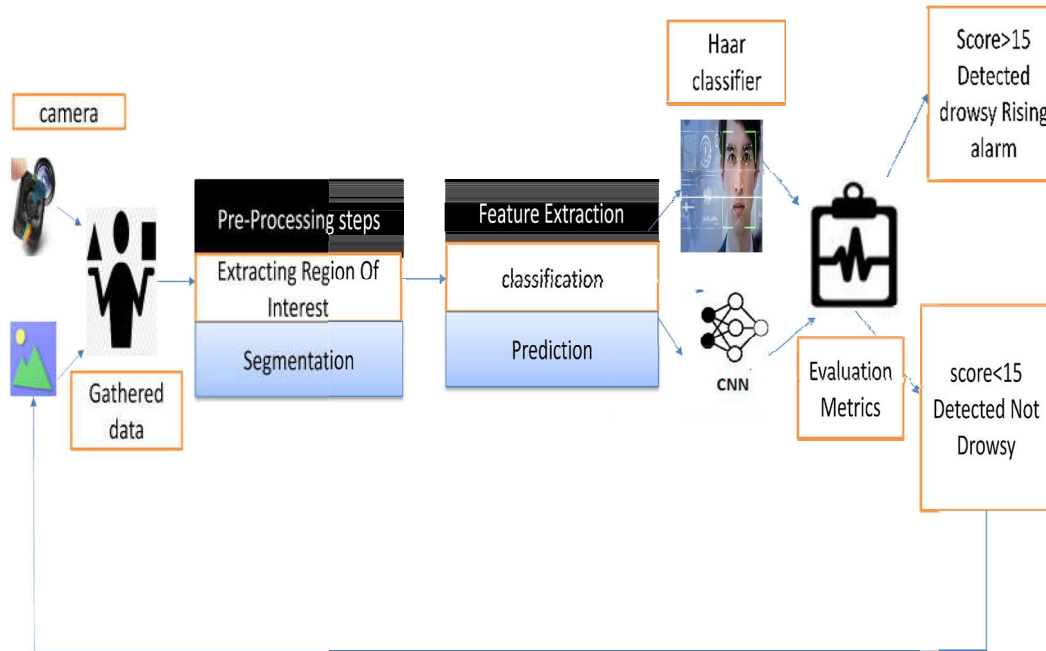 camera
Gathered
data
Pre-Processing steps
Extracting Region Of
Interest
Segmentation
Feature Extraction
classification
Prediction
Haar
classifier
CNN
Evaluation
Metrics
Score>15
Detected
drowsy Rising
alarm
score<15
Detected Not
Drowsy